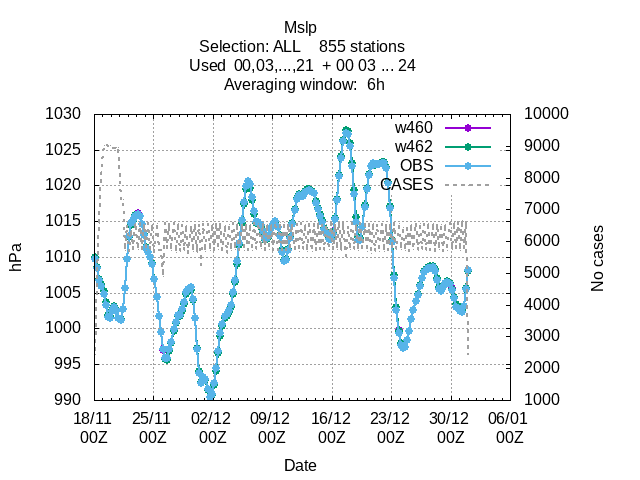 Mslp
Selection: ALL    855 stations
Used  00,03,...,21  + 00 03 ... 24
Averaging window:  6h
hPa
1030
1025
1020
1015
1010
1005
1000
995
990
w460
w462
OBS
CASES
10000
9000
8000
7000
6000
5000
4000
3000
2000
1000
No cases
18/11 25/11 02/12 09/12 16/12 23/12 30/12 06/01
00Z 00Z 00Z 00Z 00Z 00Z 00Z 00Z
Date